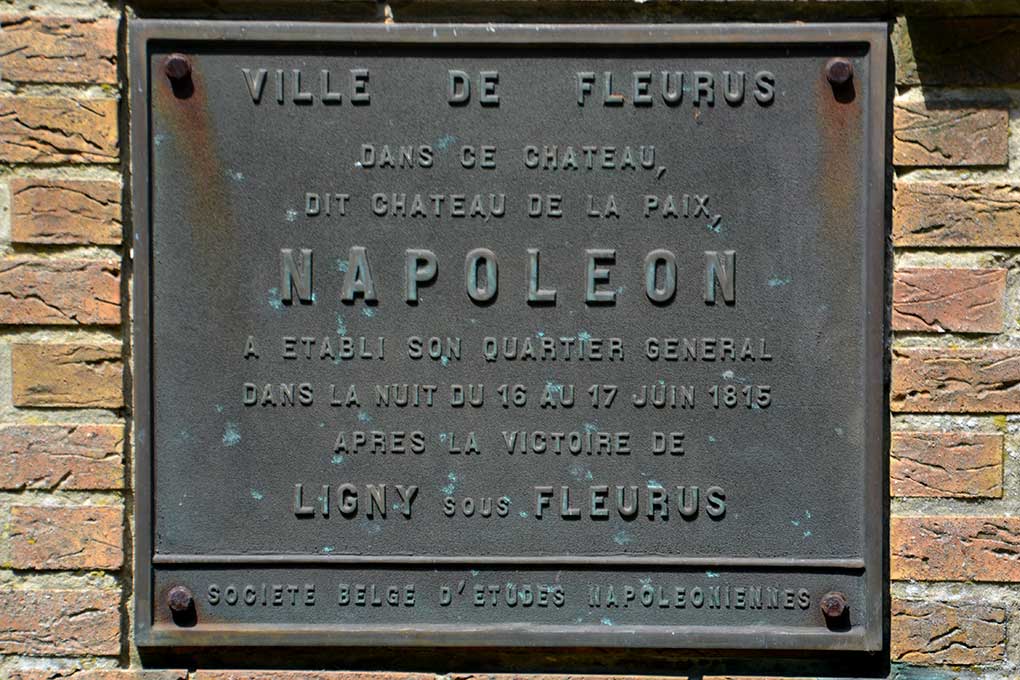 VILLE DE FLEURUS
DANS CE CHATEAU,
DIT CHATEAU DE LA PAIX,
NAPOLEON
A ETABLI SON QUARTIER GENERAL
DANS LA NUIT DU 16 AU 17 JUIN 1815
APRES LA VICTOIRE DE
LIGNY SOUS FLEURUS
SOCIETE BELGE D'ETUDES NAPOLEONIENNES